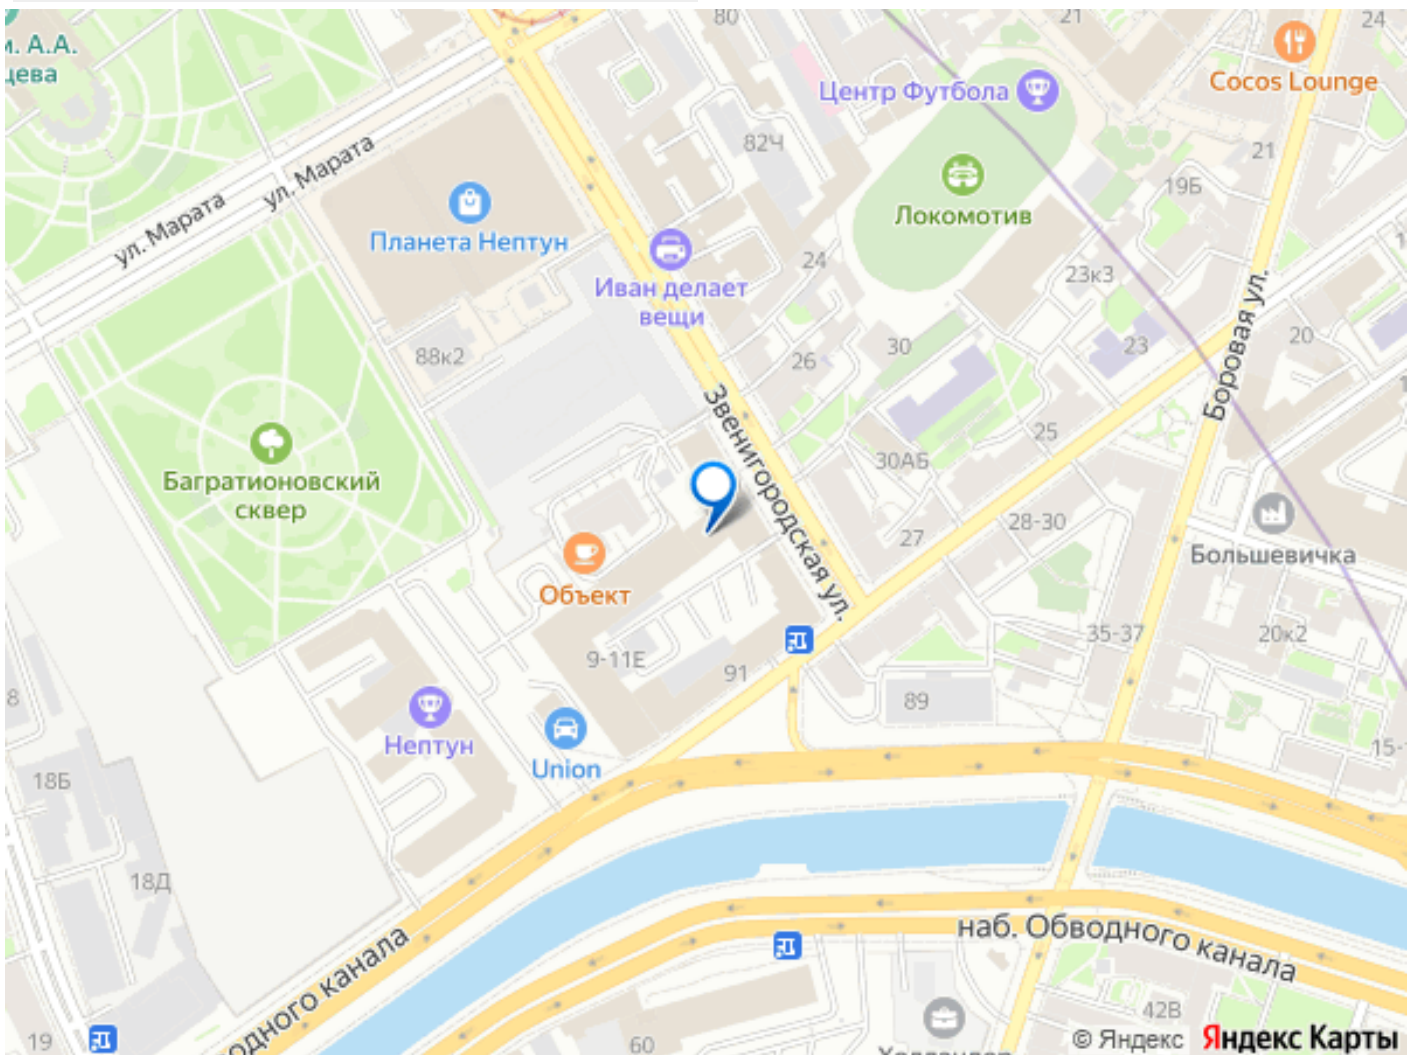 80
21
24
м. А.А.
цева
Cocos Lounge
Центр Футбола
82Ч
21
19Б
ул. Марата
ул. Марата
Локомотив
Планета Нептун
24
23к3
Иван делает
вещи
88к2
26
30
23
20
Боровая ул.
Звенигородская ул.
25
30АБ
Багратионовский
сквер
28-30
27
Большевичка
Объект
35-37
20к2
9-11Е
91
89
8
Нептун
Union
15-1
18Б
18Д
наб. Обводного канала
одного канала
42В
19
60
© Яндекс Яндекс Карты